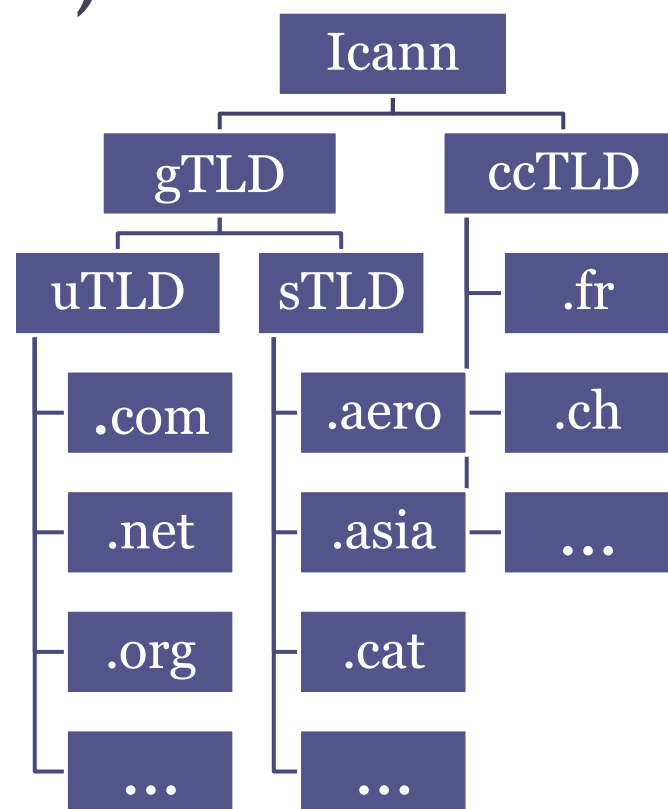 )
Icann
gTLD
ccTLD
uTLD
sTLD
.fr
.com
.aero
.ch
.net
.asia
...
.org
.cat
...
...